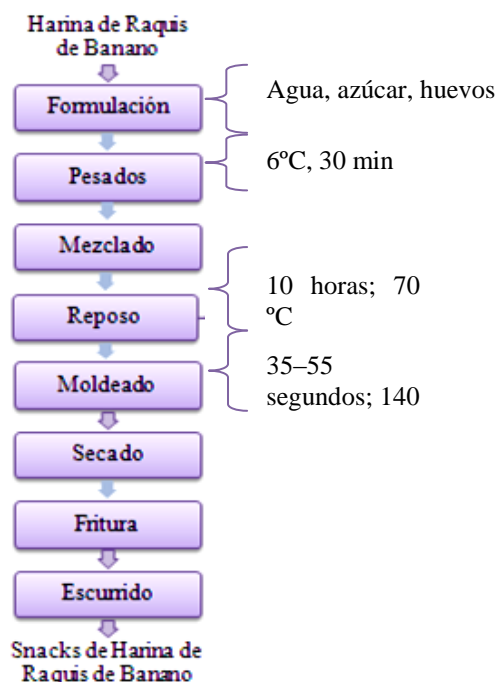 Harina de Raquis
de Banano
Formulación
Agua, azúcar, huevos
Pesados
6ºC, 30 min
Mezclado
Reposo
10 horas; 70
ºC
Moldeado
35–55
segundos; 140
Secado
Fritura
Escurrido
Snacks de Harina de
Raquis de Banano